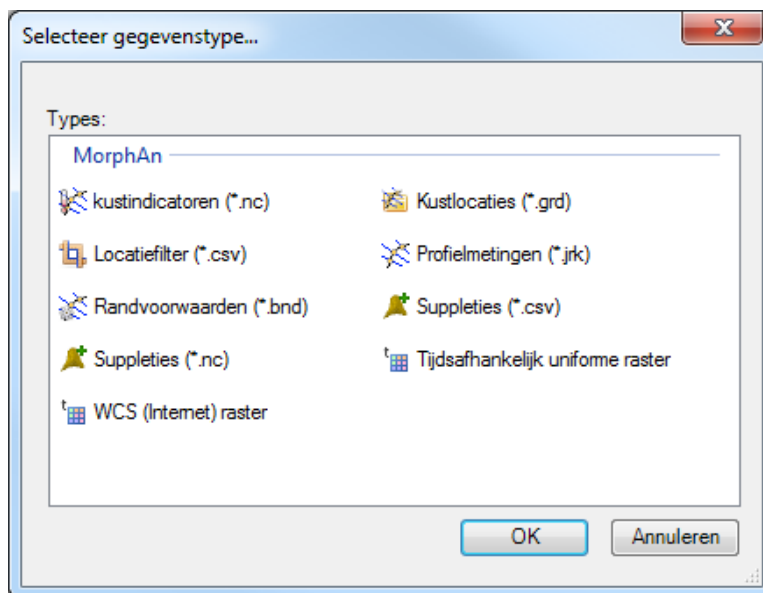 Selecteer gegevenstype...
Types:
MorphAn
kustindicatoren (*.nc) Kustlocaties (*.grd)
Locatiefilter (*.csv) Profielmetingen (*.jrk)
Randvoorwaarden (*.bnd) Suppleties (*.csv)
Suppleties (*.nc) Tijdsafhankelijk uniforme raster
WCS (Internet) raster
OK Annuleren